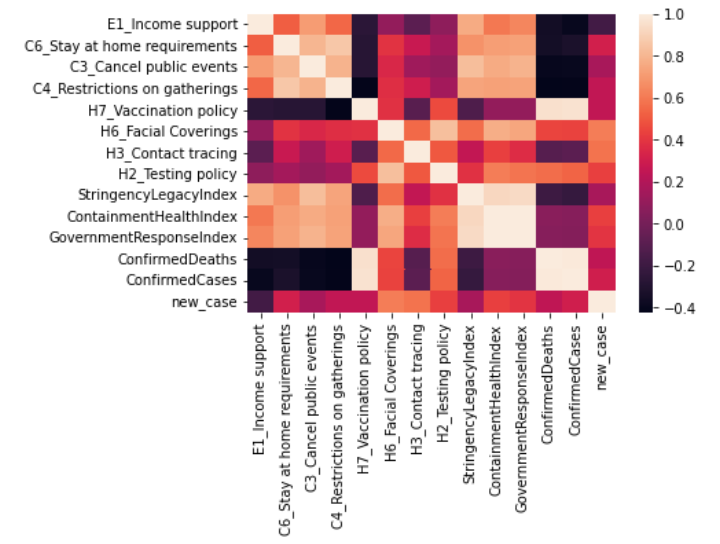 E1_Income support
C6_Stay at home requirements
C3_Cancel public events
C4_Restrictions on gatherings
H7_Vaccination policy
H6_Facial Coverings
H3_Contact tracing
H2_Testing policy
StringencyLegacyIndex
ContainmentHealthIndex
GovernmentResponseIndex
ConfirmedDeaths
ConfirmedCases
new_case
E1_Income support
C6_Stay at home requirements
C3_Cancel public events
C4_Restrictions on gatherings
H7_Vaccination policy
H6_Facial Coverings
H3_Contact tracing
H2_Testing policy
StringencyLegacyIndex
ContainmentHealthIndex
GovernmentResponseIndex
ConfirmedDeaths
ConfirmedCases
new_case
1.0
0.8
0.6
0.4
0.2
0.0
−0.2
−0.4